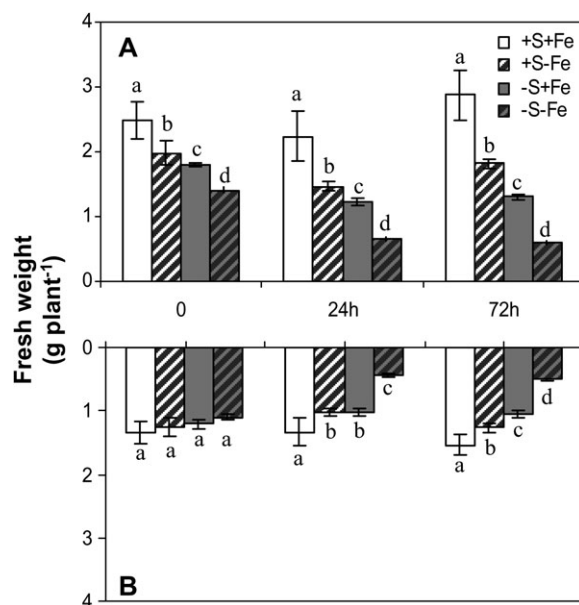 4
A
+S+Fe
+S-Fe
-S+Fe
-S-Fe
a
a
a
3
b
b
b
c
c
c
2
d
d
d
1
0
0 24h 72h
Fresh weight
(g plant⁻¹)
0
1
a a a a
a b b c
a b c d
2
3
4
B